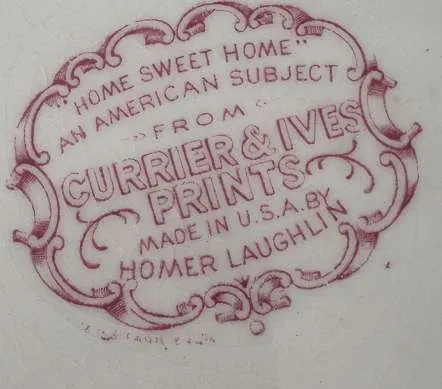 "HOME SWEET HOME"
AN AMERICAN SUBJECT
FROM
CURRIER & IVES
PRINTS
MADE IN U.S.A. BY
HOMER LAUGHLIN